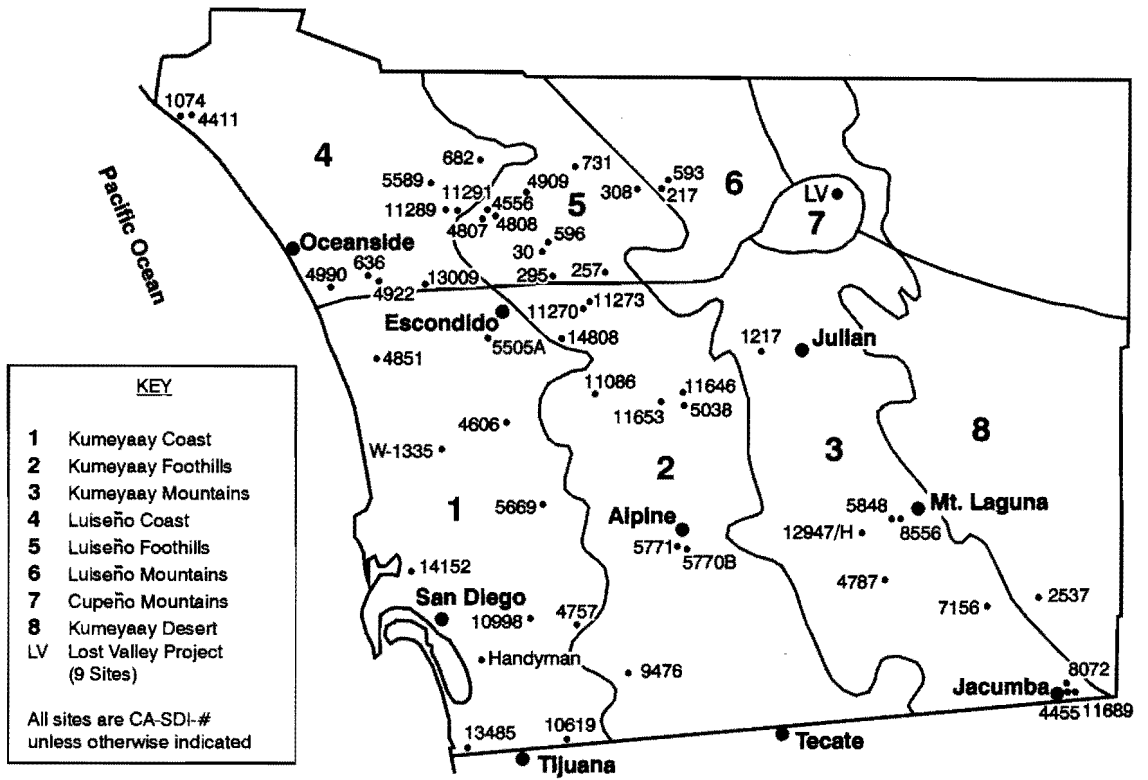 1074
4411
4
682
731
593
6
5589
4909
308
217
LV
11291
4556
5
7
11289
4808
4807
596
Pacific Ocean
Oceanside
30
636
4990
13009
295
257
4922
11273
Escondido
11270
1217
Julian
14808
5505A
4851
11086
11646
11653
5038
4606
8
W-1335
2
3
5848
Mt. Laguna
1
5669
Alpine
12947/H
8556
5771
5770B
14152
4787
San Diego
4757
7156
2537
10998
Handyman
9476
8072
Jacumba
4455
11689
10619
13485
Tecate
Tijuana
KEY
1 Kumeyaay Coast
2 Kumeyaay Foothills
3 Kumeyaay Mountains
4 Luiseño Coast
5 Luiseño Foothills
6 Luiseño Mountains
7 Cupeño Mountains
8 Kumeyaay Desert
LV Lost Valley Project
(9 Sites)
All sites are CA-SDI-#
unless otherwise indicated